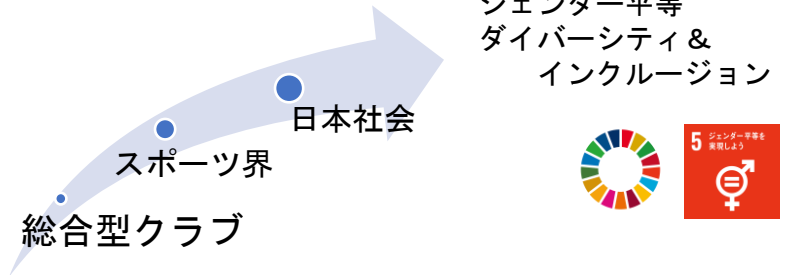 ジェンダー平等
ダイバーシティ＆
インクルージョン
日本社会
スポーツ界
総合型クラブ
5 ジェンダー平等を
実現しよう